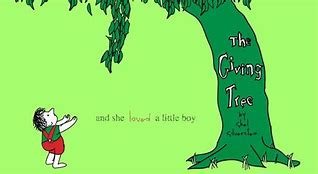 and she loved a little boy
The
Giving
Tree
by
Shel
Silverstein